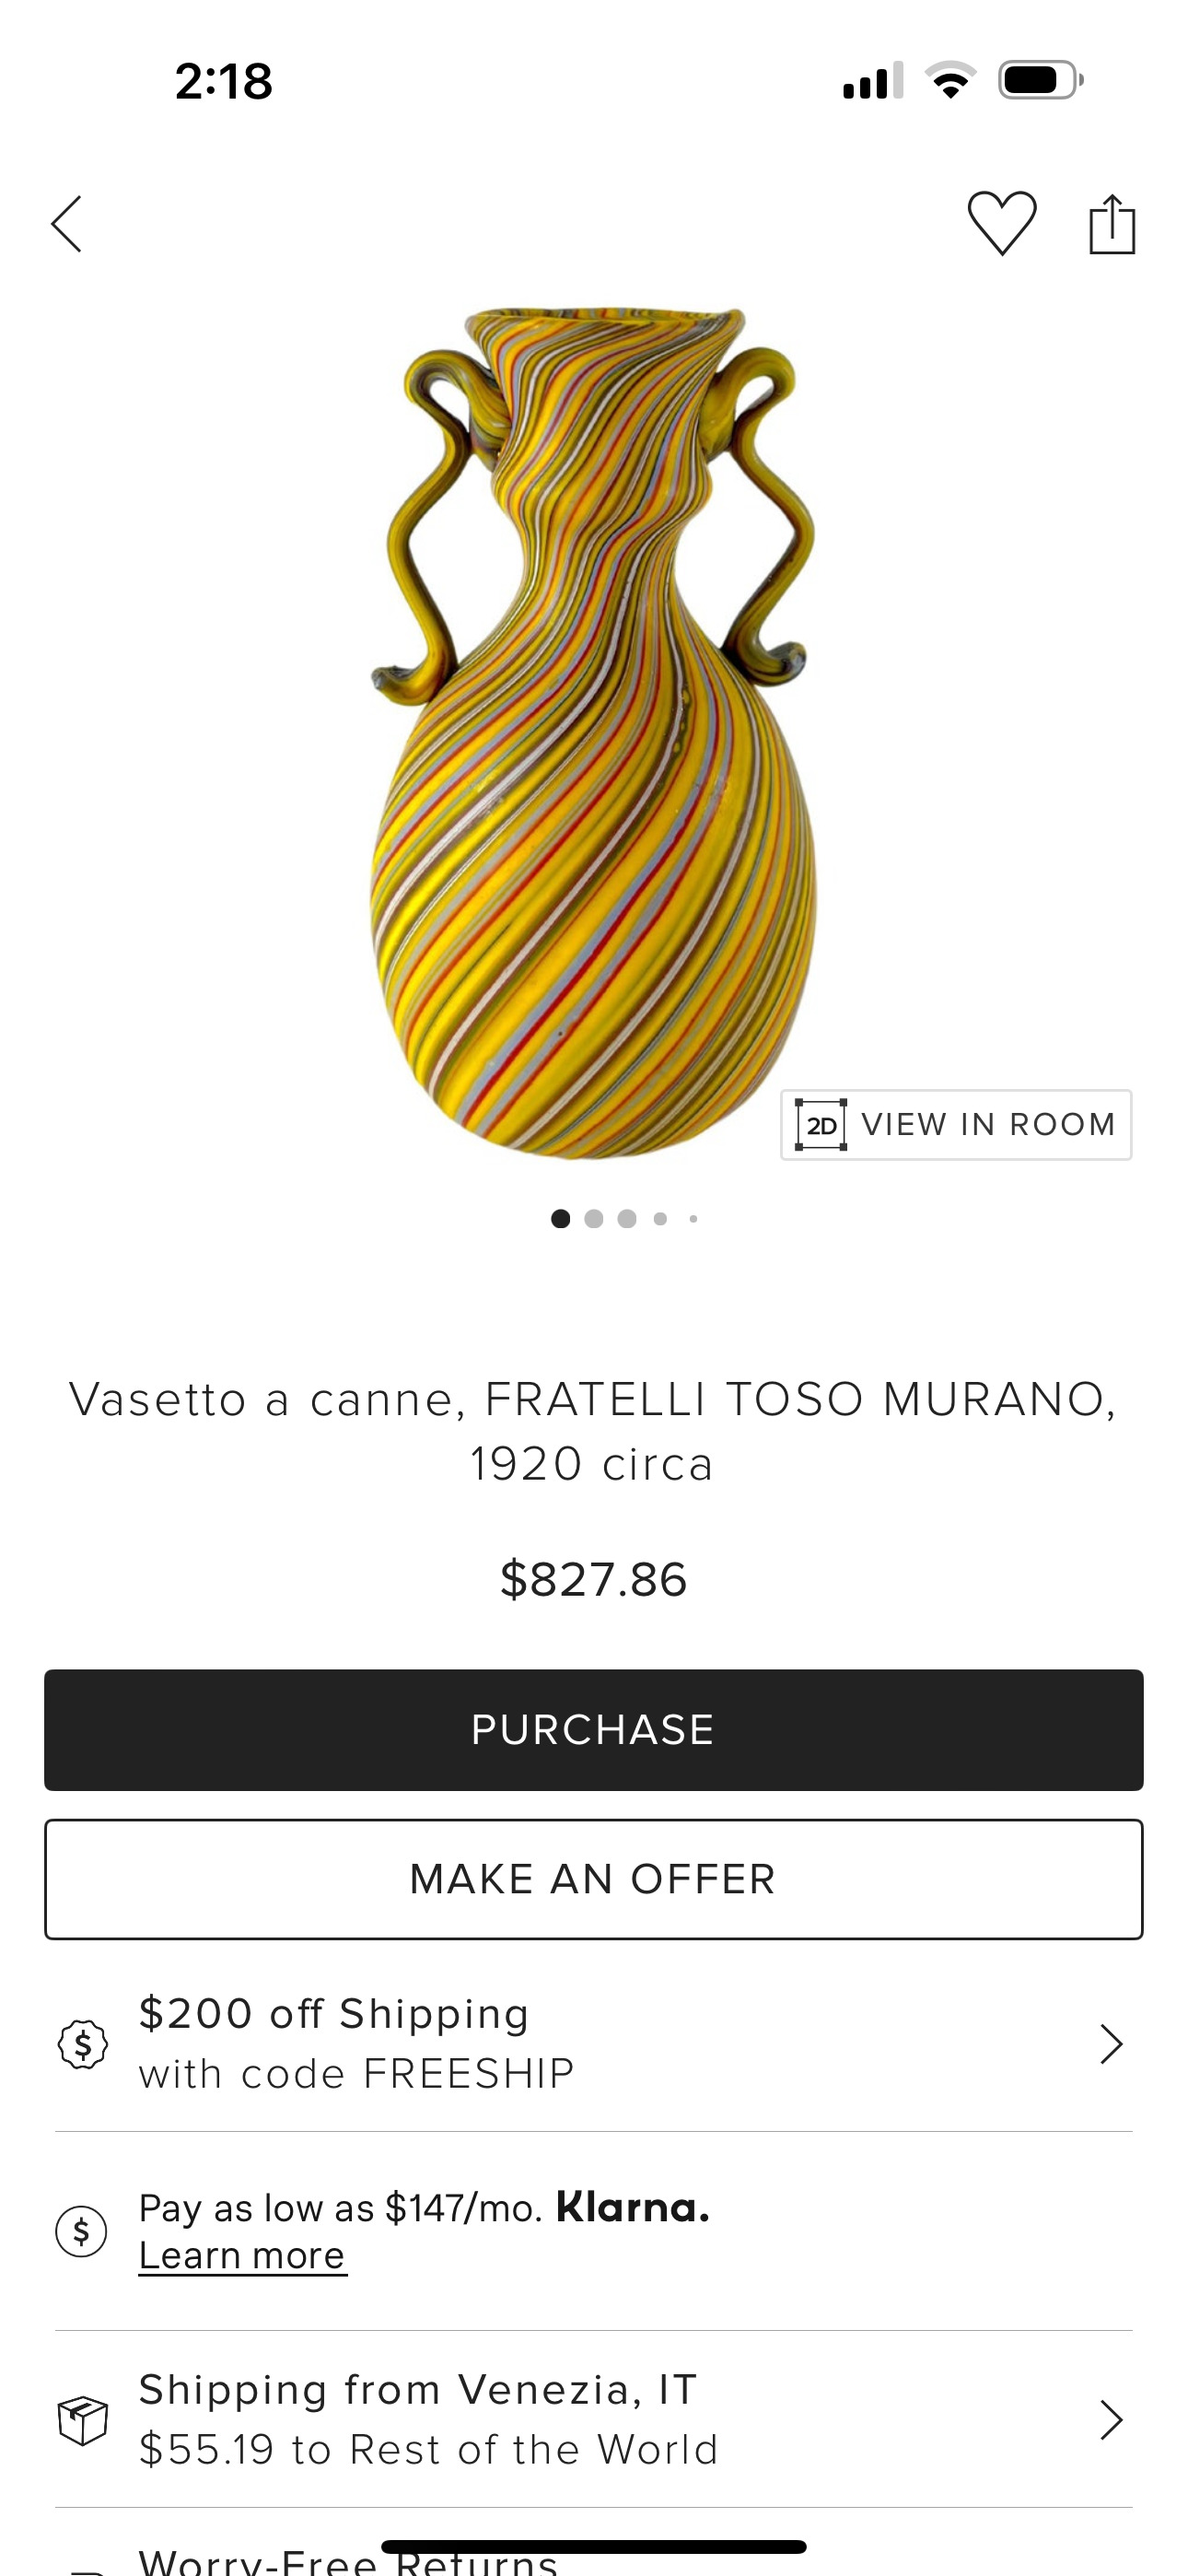 2:18
2D VIEW IN ROOM
Vasetto a canne, FRATELLI TOSO MURANO,
1920 circa
$827.86
PURCHASE
MAKE AN OFFER
$200 off Shipping
with code FREESHIP
Pay as low as $147/mo. Klarna.
Learn more
Shipping from Venezia, IT
$55.19 to Rest of the World
Worry-Free Returns